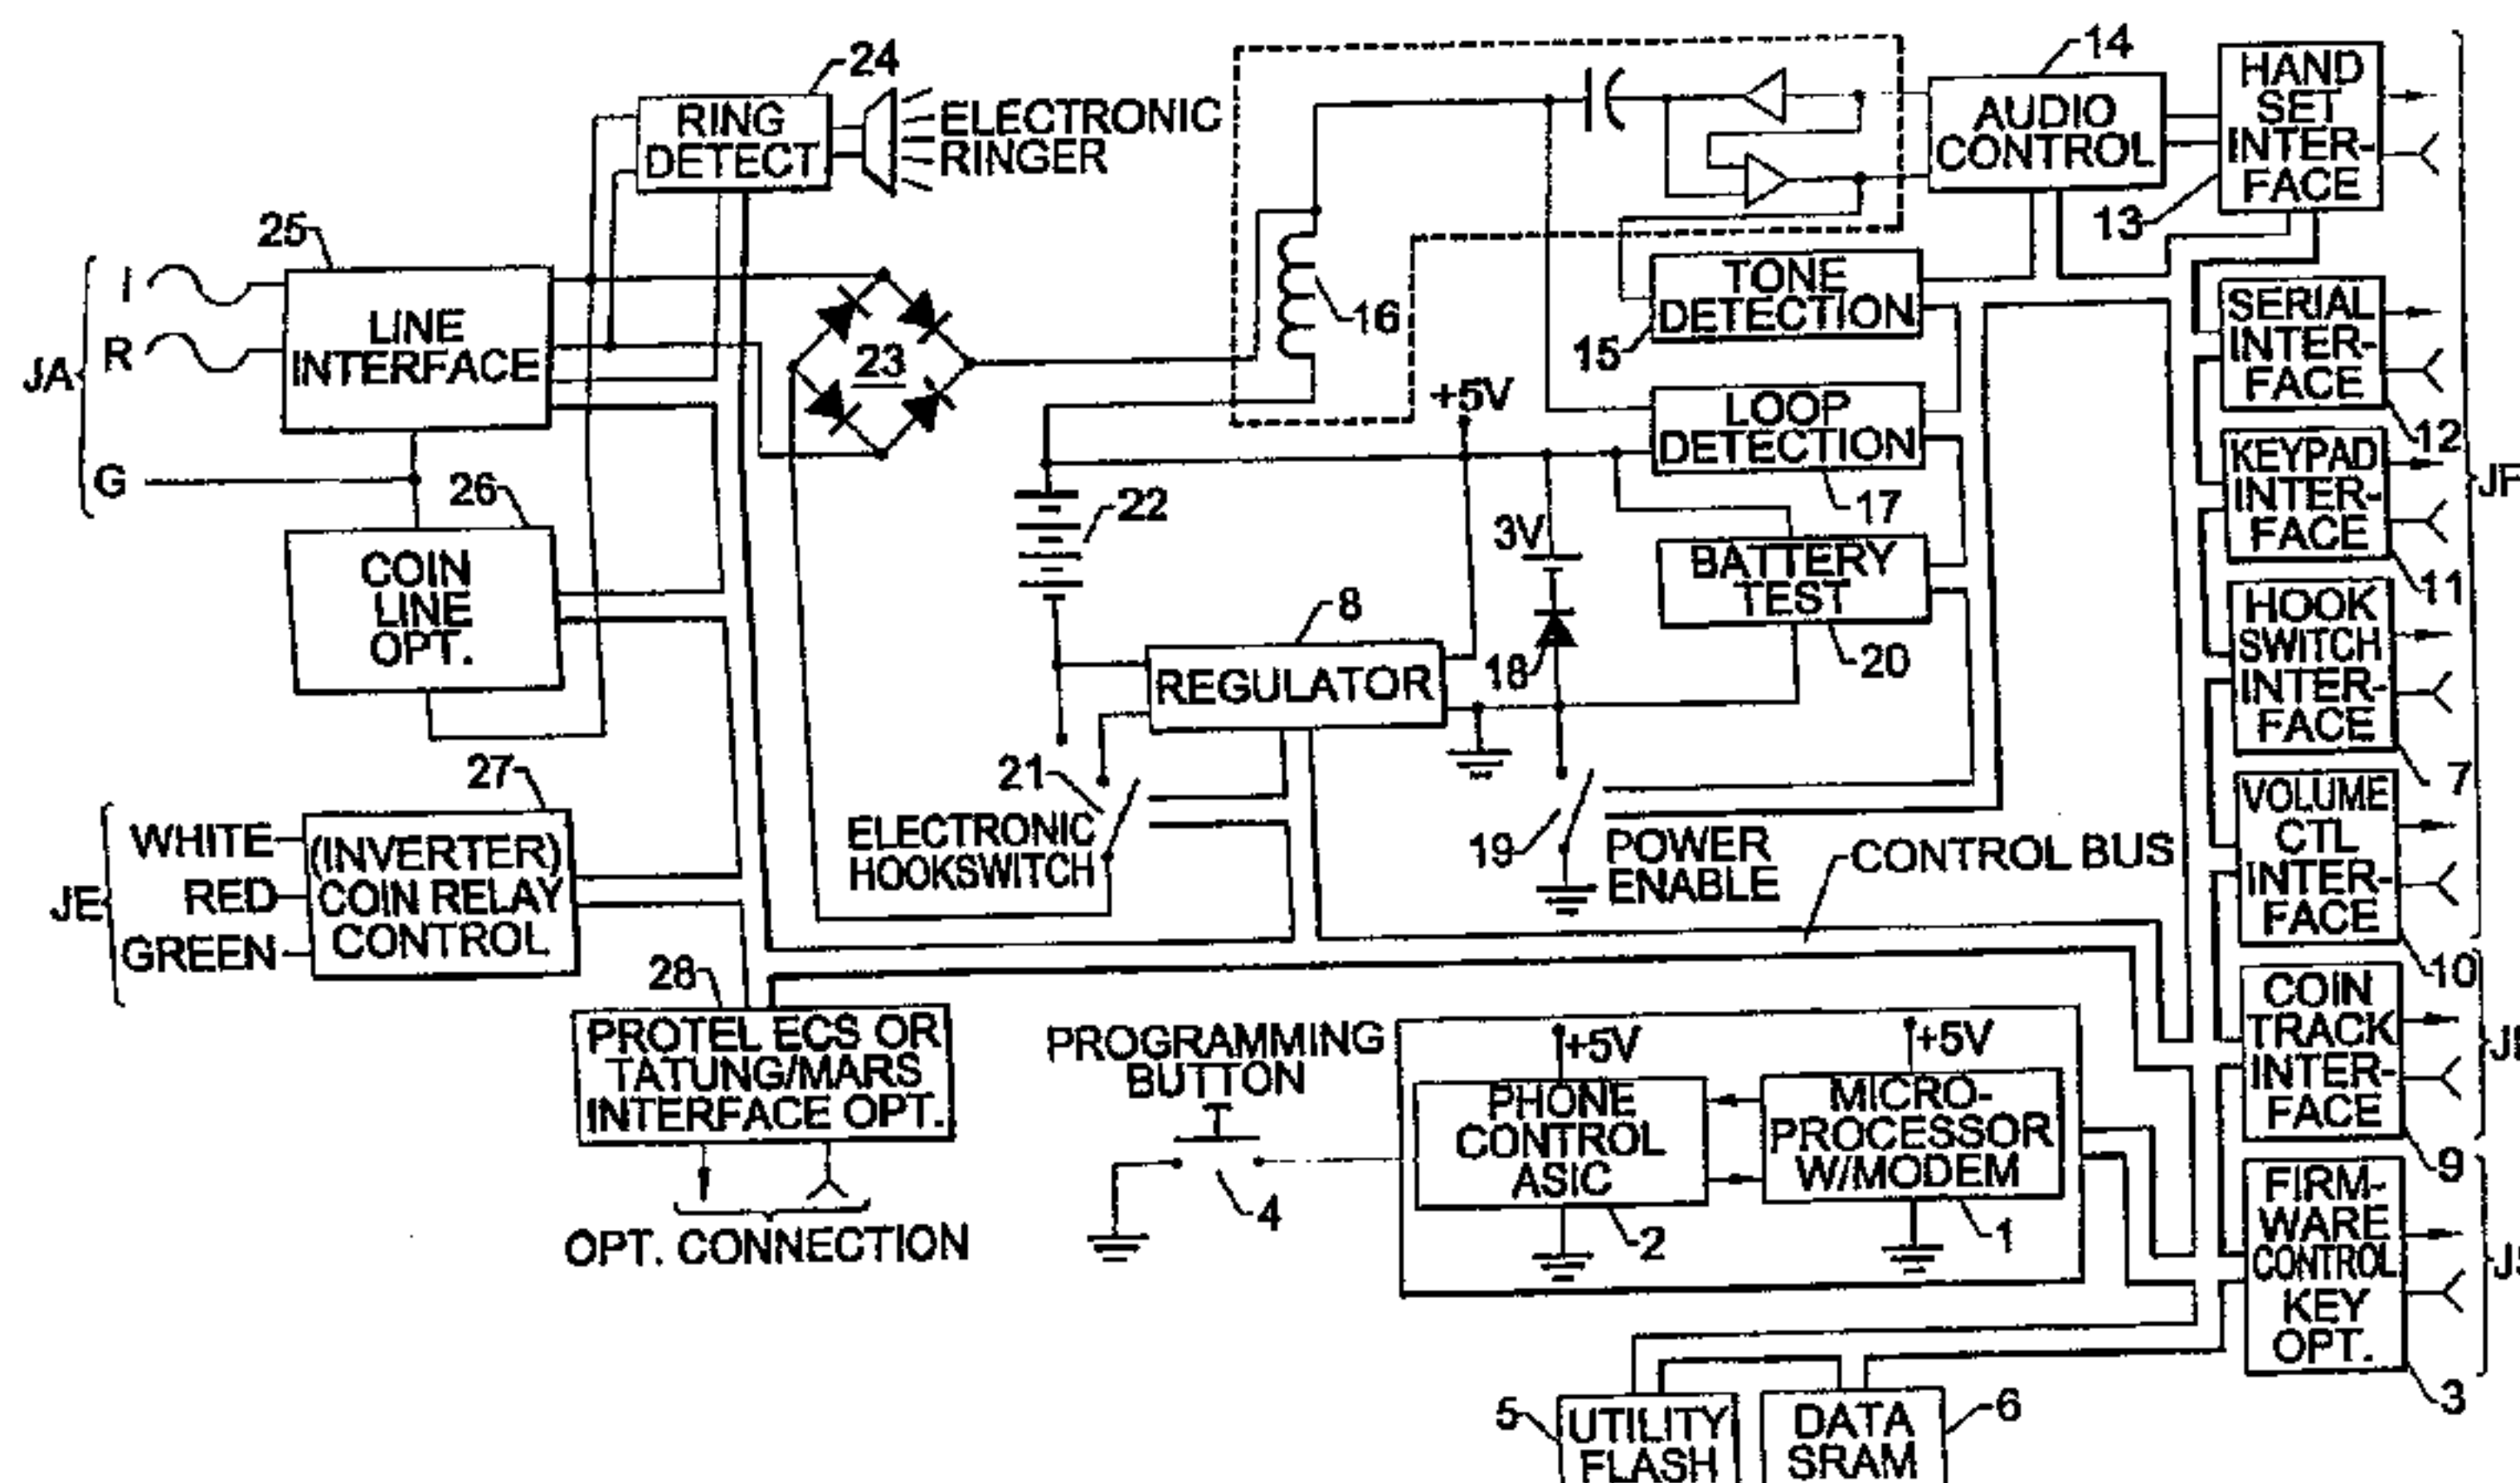 24
RING
DETECT
ELECTRONIC
RINGER
14
AUDIO
CONTROL
HAND
SET
INTER-
FACE
13
25
JA
I
R
G
LINE
INTERFACE
23
16
TONE
DETECTION
15
SERIAL
INTER-
FACE
12
+5V
LOOP
DETECTION
17
KEYPAD
INTER-
FACE
11
26
COIN
LINE
OPT.
22
3V
18
BATTERY
TEST
20
HOOK
SWITCH
INTER-
FACE
7
8
REGULATOR
21
ELECTRONIC
HOOKSWITCH
19
POWER
ENABLE
CONTROL BUS
VOLUME
CTL
INTER-
FACE
10
27
JE
WHITE
RED
GREEN
(INVERTER)
COIN RELAY
CONTROL
28
PROTEL ECS OR
TATUNG/MARS
INTERFACE OPT.
OPT. CONNECTION
PROGRAMMING
BUTTON
4
+5V
PHONE
CONTROL
ASIC
2
+5V
MICRO-
PROCESSOR
W/MODEM
1
COIN
TRACK
INTER-
FACE
9
FIRM-
WARE
CONTROL
KEY
OPT.
3
5
UTILITY
FLASH
DATA
SRAM
6